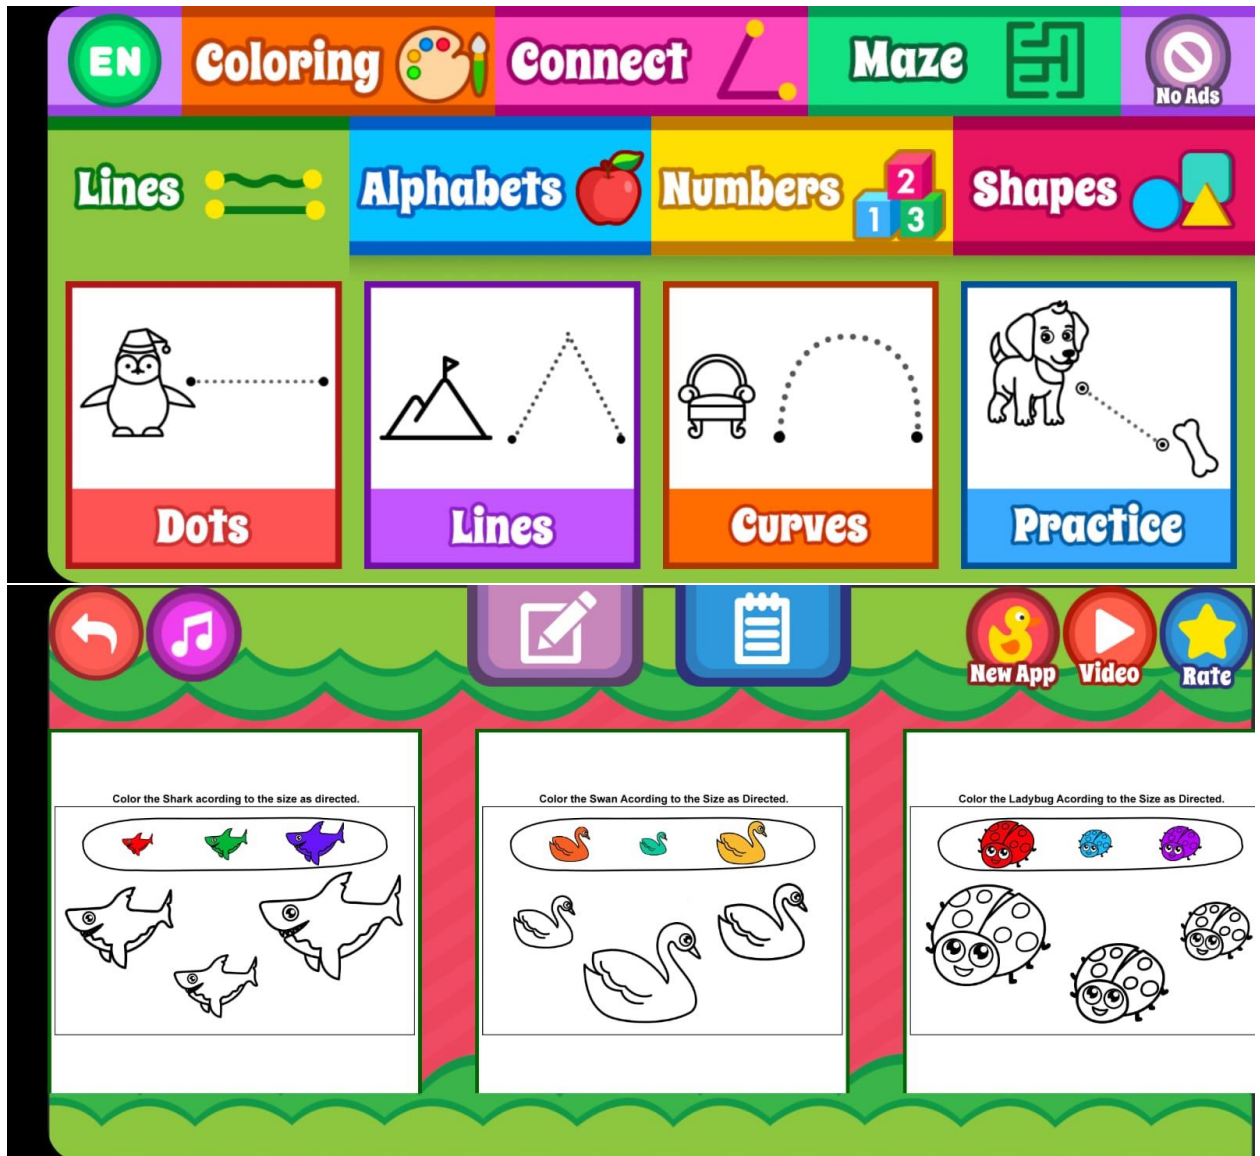 EN
Coloring
Connect
Maze
No Ads
Lines
Alphabets
Numbers
2
1 3
Shapes
Dots
Lines
Curves
Practice
New App
Video
Rate
Color the Shark acording to the size as directed.
Color the Swan Acording to the Size as Directed.
Color the Ladybug Acording to the Size as Directed.